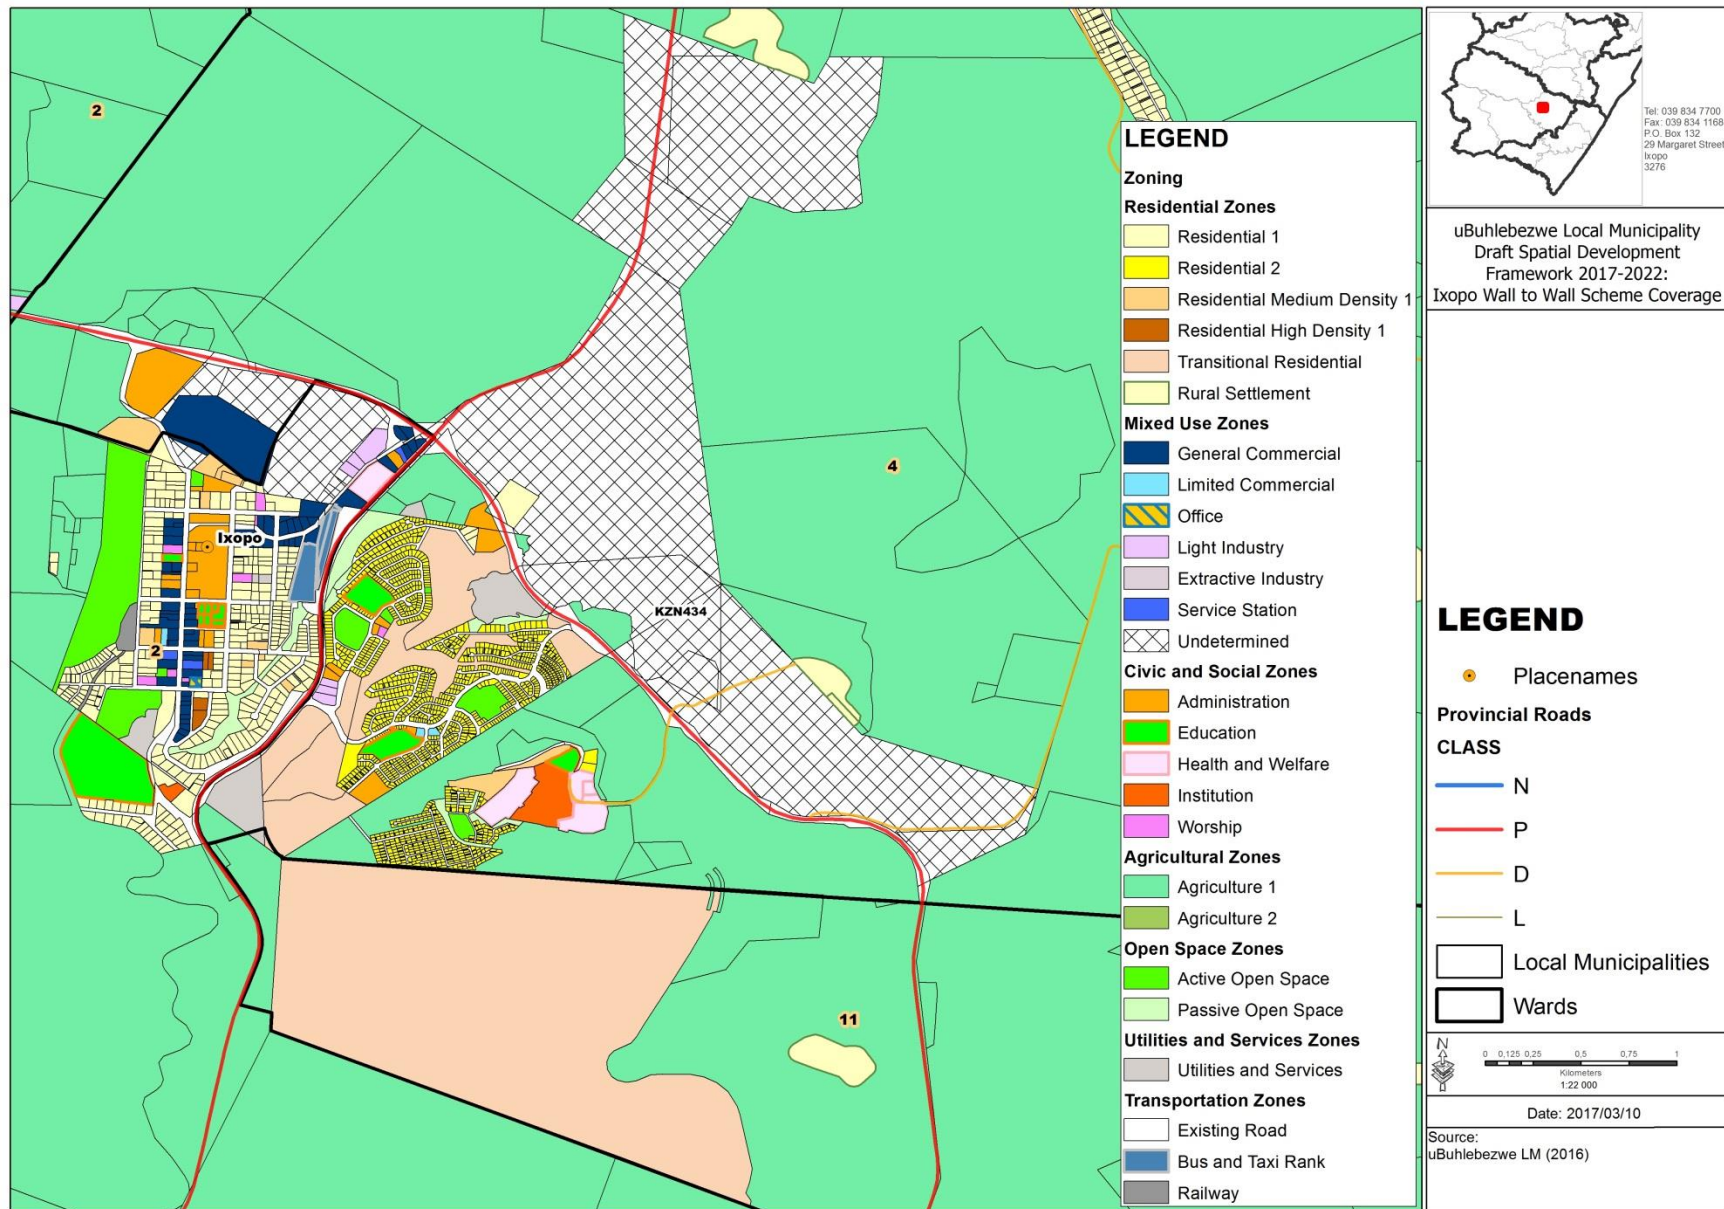 2
4
Ixopo
KZN434
2
11
LEGEND
Zoning
Residential Zones
Residential 1
Residential 2
Residential Medium Density 1
Residential High Density 1
Transitional Residential
Rural Settlement
Mixed Use Zones
General Commercial
Limited Commercial
Office
Light Industry
Extractive Industry
Service Station
Undetermined
Civic and Social Zones
Administration
Education
Health and Welfare
Institution
Worship
Agricultural Zones
Agriculture 1
Agriculture 2
Open Space Zones
Active Open Space
Passive Open Space
Utilities and Services Zones
Utilities and Services
Transportation Zones
Existing Road
Bus and Taxi Rank
Railway
Tel: 039 834 7700
Fax: 039 834 1168
P.O. Box 132
29 Margaret Street
Ixopo
3276
uBuhlebezwe Local Municipality
Draft Spatial Development
Framework 2017-2022:
Ixopo Wall to Wall Scheme Coverage
LEGEND
Placenames
Provincial Roads
CLASS
N
P
D
L
Local Municipalities
Wards
N
0 0,125 0,25 0,5 0,75 1
Kilometers
1:22 000
Date: 2017/03/10
Source:
uBuhlebezwe LM (2016)